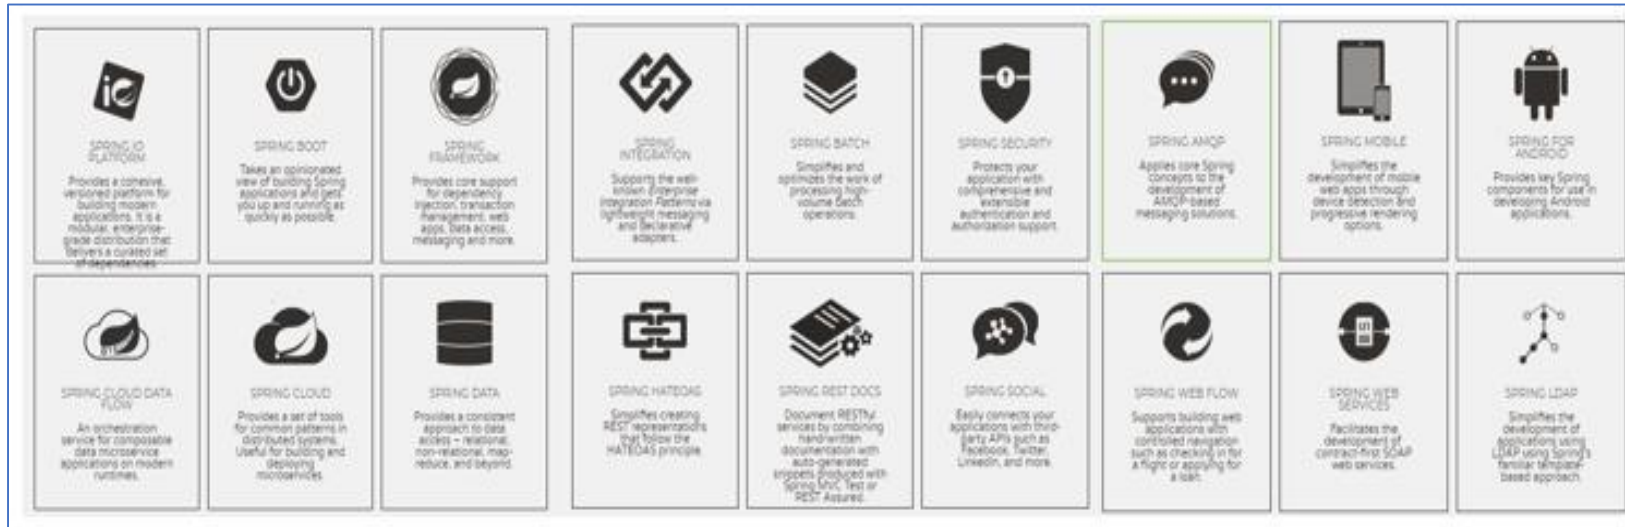 SPRING IO
PLATFORM
Provides a cohesive,
versioned platform for
building modern
applications. It is a
modular, enterprise-
grade distribution that
delivers a curated set
of dependencies.
SPRING BOOT
Takes an opinionated
view of building Spring
applications and gets
you up and running as
quickly as possible.
SPRING
FRAMEWORK
Provides core support
for dependency
injection, transaction
management, web
apps, data access,
messaging and more.
SPRING
INTEGRATION
Supports the well-
known Enterprise
Integration Patterns via
lightweight messaging
and declarative
adapters.
SPRING BATCH
Simplifies and
optimizes the work of
processing high-
volume batch
operations.
SPRING SECURITY
Protects your
application with
comprehensive and
extensible
authentication and
authorization support.
SPRING AMQP
Applies core Spring
concepts to the
development of
AMQP-based
messaging solutions.
SPRING MOBILE
Simplifies the
development of mobile
web apps through
device detection and
progressive rendering
options.
SPRING FOR
ANDROID
Provides key Spring
components for use in
developing Android
applications.
SPRING CLOUD DATA
FLOW
An orchestration
service for composable
data microservice
applications on modern
runtimes.
SPRING CLOUD
Provides a set of tools
for common patterns in
distributed systems.
Useful for building and
deploying
microservices.
SPRING DATA
Provides a consistent
approach to data
access – relational,
non-relational, map-
reduce, and beyond.
SPRING HATEOAS
Simplifies creating
REST representations
that follow the
HATEOAS principle.
SPRING REST DOCS
Document RESTful
services by combining
hand-written
documentation with
auto-generated
snippets produced with
Spring MVC Test or
REST Assured.
SPRING SOCIAL
Easily connects your
applications with third-
party APIs such as
Facebook, Twitter,
LinkedIn, and more.
SPRING WEB FLOW
Supports building web
applications with
controlled navigation
such as checking in for
a flight or applying for
a loan.
SPRING WEB
SERVICES
Facilitates the
development of
contract-first SOAP
web services.
SPRING LDAP
Simplifies the
development of
applications using
LDAP using Spring's
familiar template-
based approach.